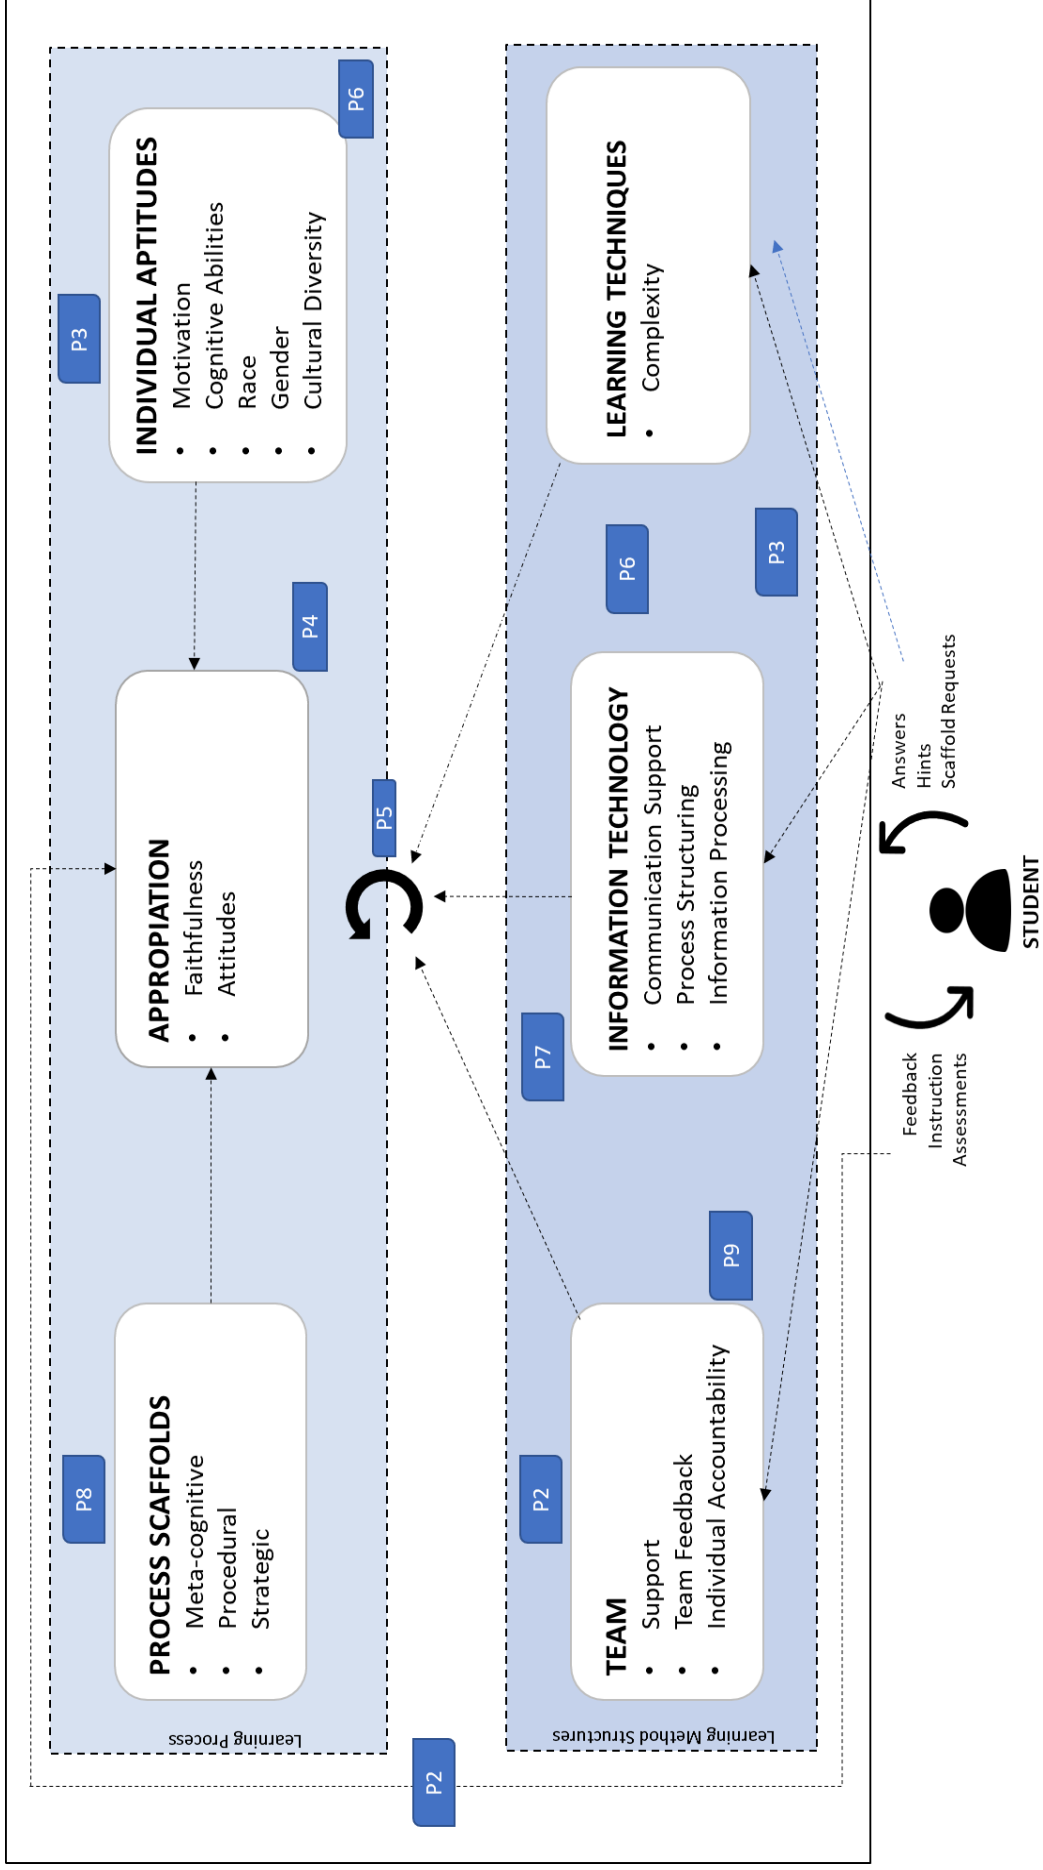 Learning Process
P8
PROCESS SCAFFOLDS
• Meta-cognitive
• Procedural
• Strategic
APPROPIATION
• Faithfulness
• Attitudes
P4
P3
INDIVIDUAL APTITUDES
• Motivation
• Cognitive Abilities
• Race
• Gender
• Cultural Diversity
P6
P5
P2
Learning Method Structures
P2
TEAM
• Support
• Team Feedback
• Individual Accountability
P9
P7
INFORMATION TECHNOLOGY
• Communication Support
• Process Structuring
• Information Processing
P6
P3
LEARNING TECHNIQUES
• Complexity
Feedback
Instruction
Assessments
Answers
Hints
Scaffold Requests
STUDENT